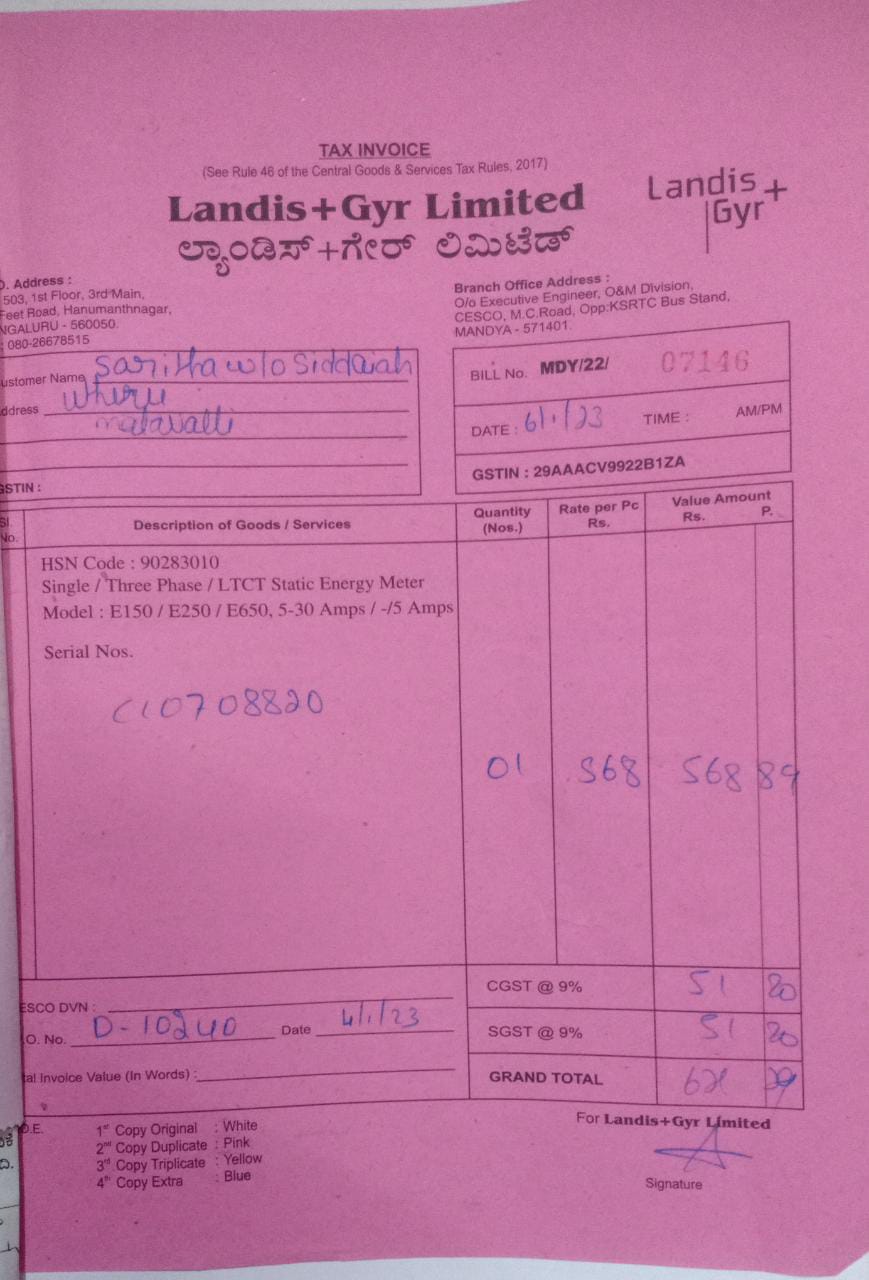 TAX INVOICE
(See Rule 46 of the Central Goods & Services Tax Rules, 2017)
Landis+Gyr Limited
ಲ್ಯಾಂಡಿಸ್+ಗೇರ್ ಲಿಮಿಟೆಡ್
Landis+
Gyr
O. Address :
503, 1st Floor, 3rd Main,
Feet Road, Hanumanthnagar,
NGALURU - 560050.
: 080-26678515
Branch Office Address :
O/o Executive Engineer, O&M Division,
CESCO, M.C.Road, Opp:KSRTC Bus Stand,
MANDYA - 571401.
ustomer Name Saritha w/o Siddaiah
ddress
malavalli
GSTIN :
BILL No. MDY/22/ 07146
DATE : 6/1/23 TIME : AM/PM
GSTIN : 29AAACV9922B1ZA
Sl. No. Description of Goods / Services Quantity (Nos.) Rate per Pc Rs. Value Amount Rs. P.
HSN Code : 90283010
Single / Three Phase / LTCT Static Energy Meter
Model : E150 / E250 / E650, 5-30 Amps / -/5 Amps
Serial Nos.
C10708820
01 568 568 89
CGST @ 9% 51 20
SGST @ 9% 51 20
GRAND TOTAL
ESCO DVN :
.O. No. D-10240 Date 4/1/23
tal Invoice Value (In Words) :
O.E.
1st Copy Original : White
2nd Copy Duplicate : Pink
3rd Copy Triplicate : Yellow
4th Copy Extra : Blue
For Landis+Gyr Limited
Signature